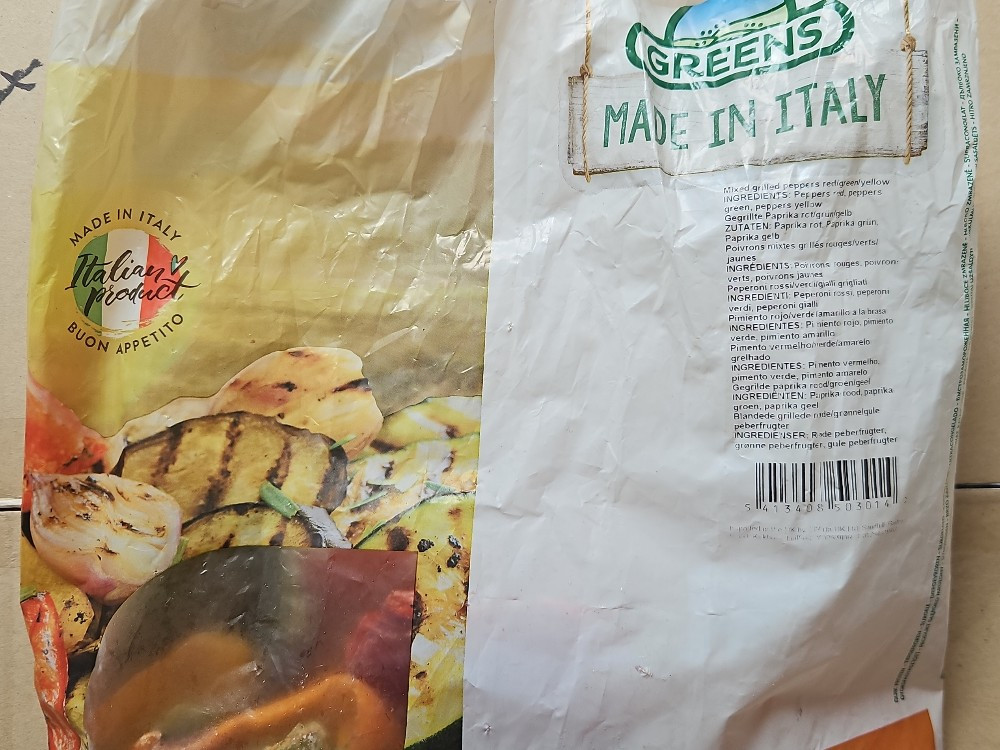 GREENS
MADE IN ITALY
MADE IN ITALY
Italian
product
BUON APPETITO
Mixed grilled peppers red/green/yellow
INGREDIENTS: Peppers red, peppers
green, peppers yellow
Gegrillte Paprika rot/grün/gelb
ZUTATEN: Paprika rot, Paprika grün,
Paprika gelb
Poivrons mixtes grillés rouges/verts/
jaunes
INGRÉDIENTS: Poivrons rouges, poivrons
verts, poivrons jaunes
Peperoni rossi/verdi/gialli grigliati
INGREDIENTI: Peperoni rossi, peperoni
verdi, peperoni gialli
Pimiento rojo/verde/amarillo a la brasa
INGREDIENTES: Pimiento rojo, pimiento
verde, pimiento amarillo
Pimento vermelho/verde/amarelo
grelhado
INGREDIENTES: Pimento vermelho,
pimento verde, pimento amarelo
Gegrilde paprika rood/groen/geel
INGREDIËNTEN: Paprika rood, paprika
groen, paprika geel
Blandede grillede røde/grønne/gule
peberfrugter
INGREDIENSER: Røde peberfrugter,
grønne peberfrugter, gule peberfrugter
5 413408 503014